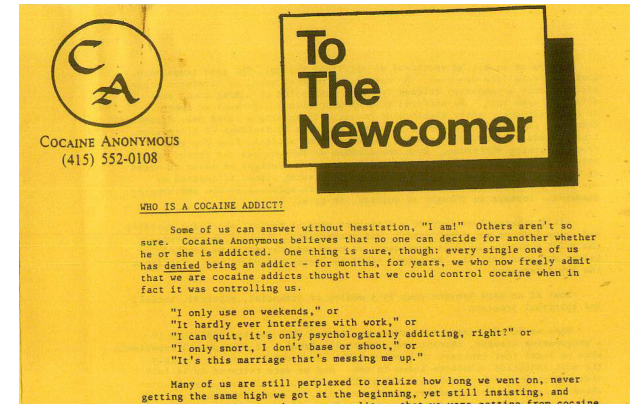 CA
COCAINE ANONYMOUS
(415) 552-0108
To
The
Newcomer
WHO IS A COCAINE ADDICT?
Some of us can answer without hesitation, "I am!" Others aren't so
sure. Cocaine Anonymous believes that no one can decide for another whether
he or she is addicted. One thing is sure, though: every single one of us
has denied being an addict - for months, for years, we who now freely admit
that we are cocaine addicts thought that we could control cocaine when in
fact it was controlling us.
"I only use on weekends," or
"It hardly ever interferes with work," or
"I can quit, it's only psychologically addicting, right?" or
"I only snort, I don't base or shoot," or
"It's this marriage that's messing me up."
Many of us are still perplexed to realize how long we went on, never
getting the same high we got at the beginning, yet still insisting, and
that we were getting from cocaine